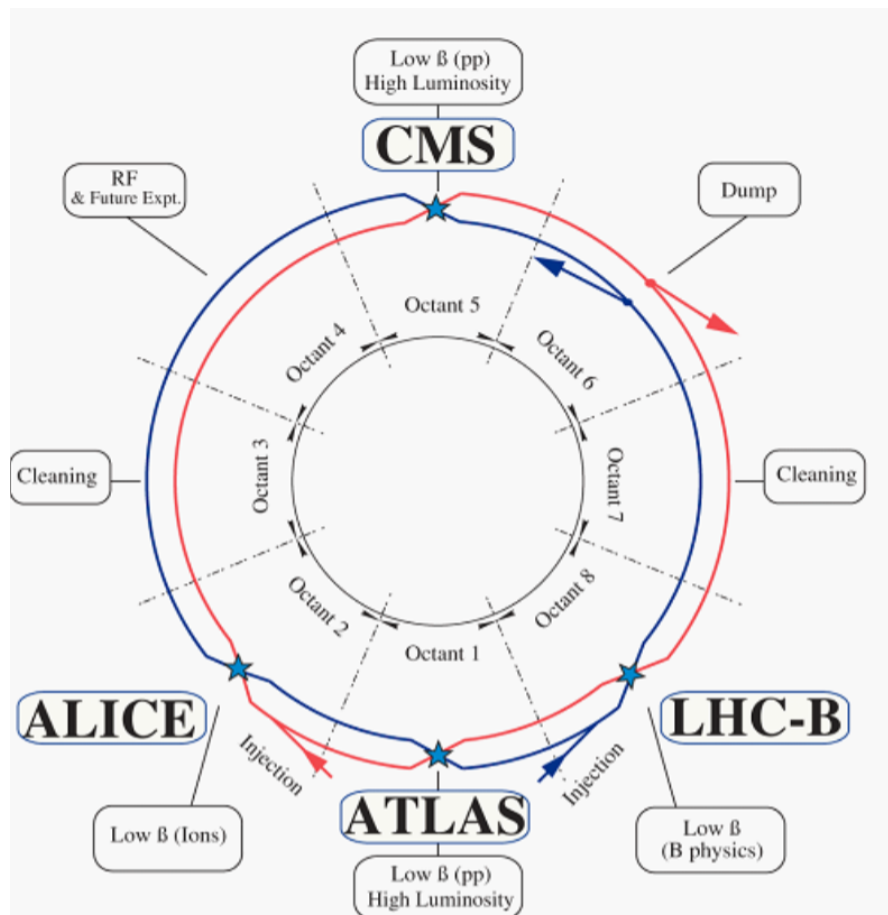 Low ß (pp)
High Luminosity
CMS
RF
& Future Expt.
Dump
Octant 5
Octant 4
Octant 6
Cleaning
Octant 3
Octant 7
Cleaning
Octant 2
Octant 8
Octant 1
ALICE
LHC-B
Injection
Injection
ATLAS
Low ß (Ions)
Low ß
(B physics)
Low ß (pp)
High Luminosity